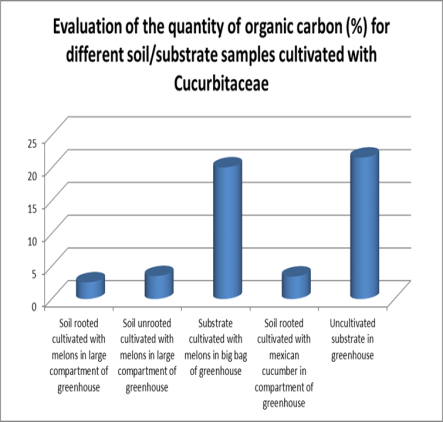 Evaluation of the quantity of organic carbon (%) for
different soil/substrate samples cultivated with
Cucurbitaceae
25
20
15
10
5
0
Soil rooted
cultivated with
melons in large
compartment of
greenhouse
Soil unrooted
cultivated with
melons in large
compartment of
greenhouse
Substrate
cultivated with
melons in big bag
of greenhouse
Soil rooted
cultivated with
mexican
cucumber in
compartment of
greenhouse
Uncultivated
substrate in
greenhouse